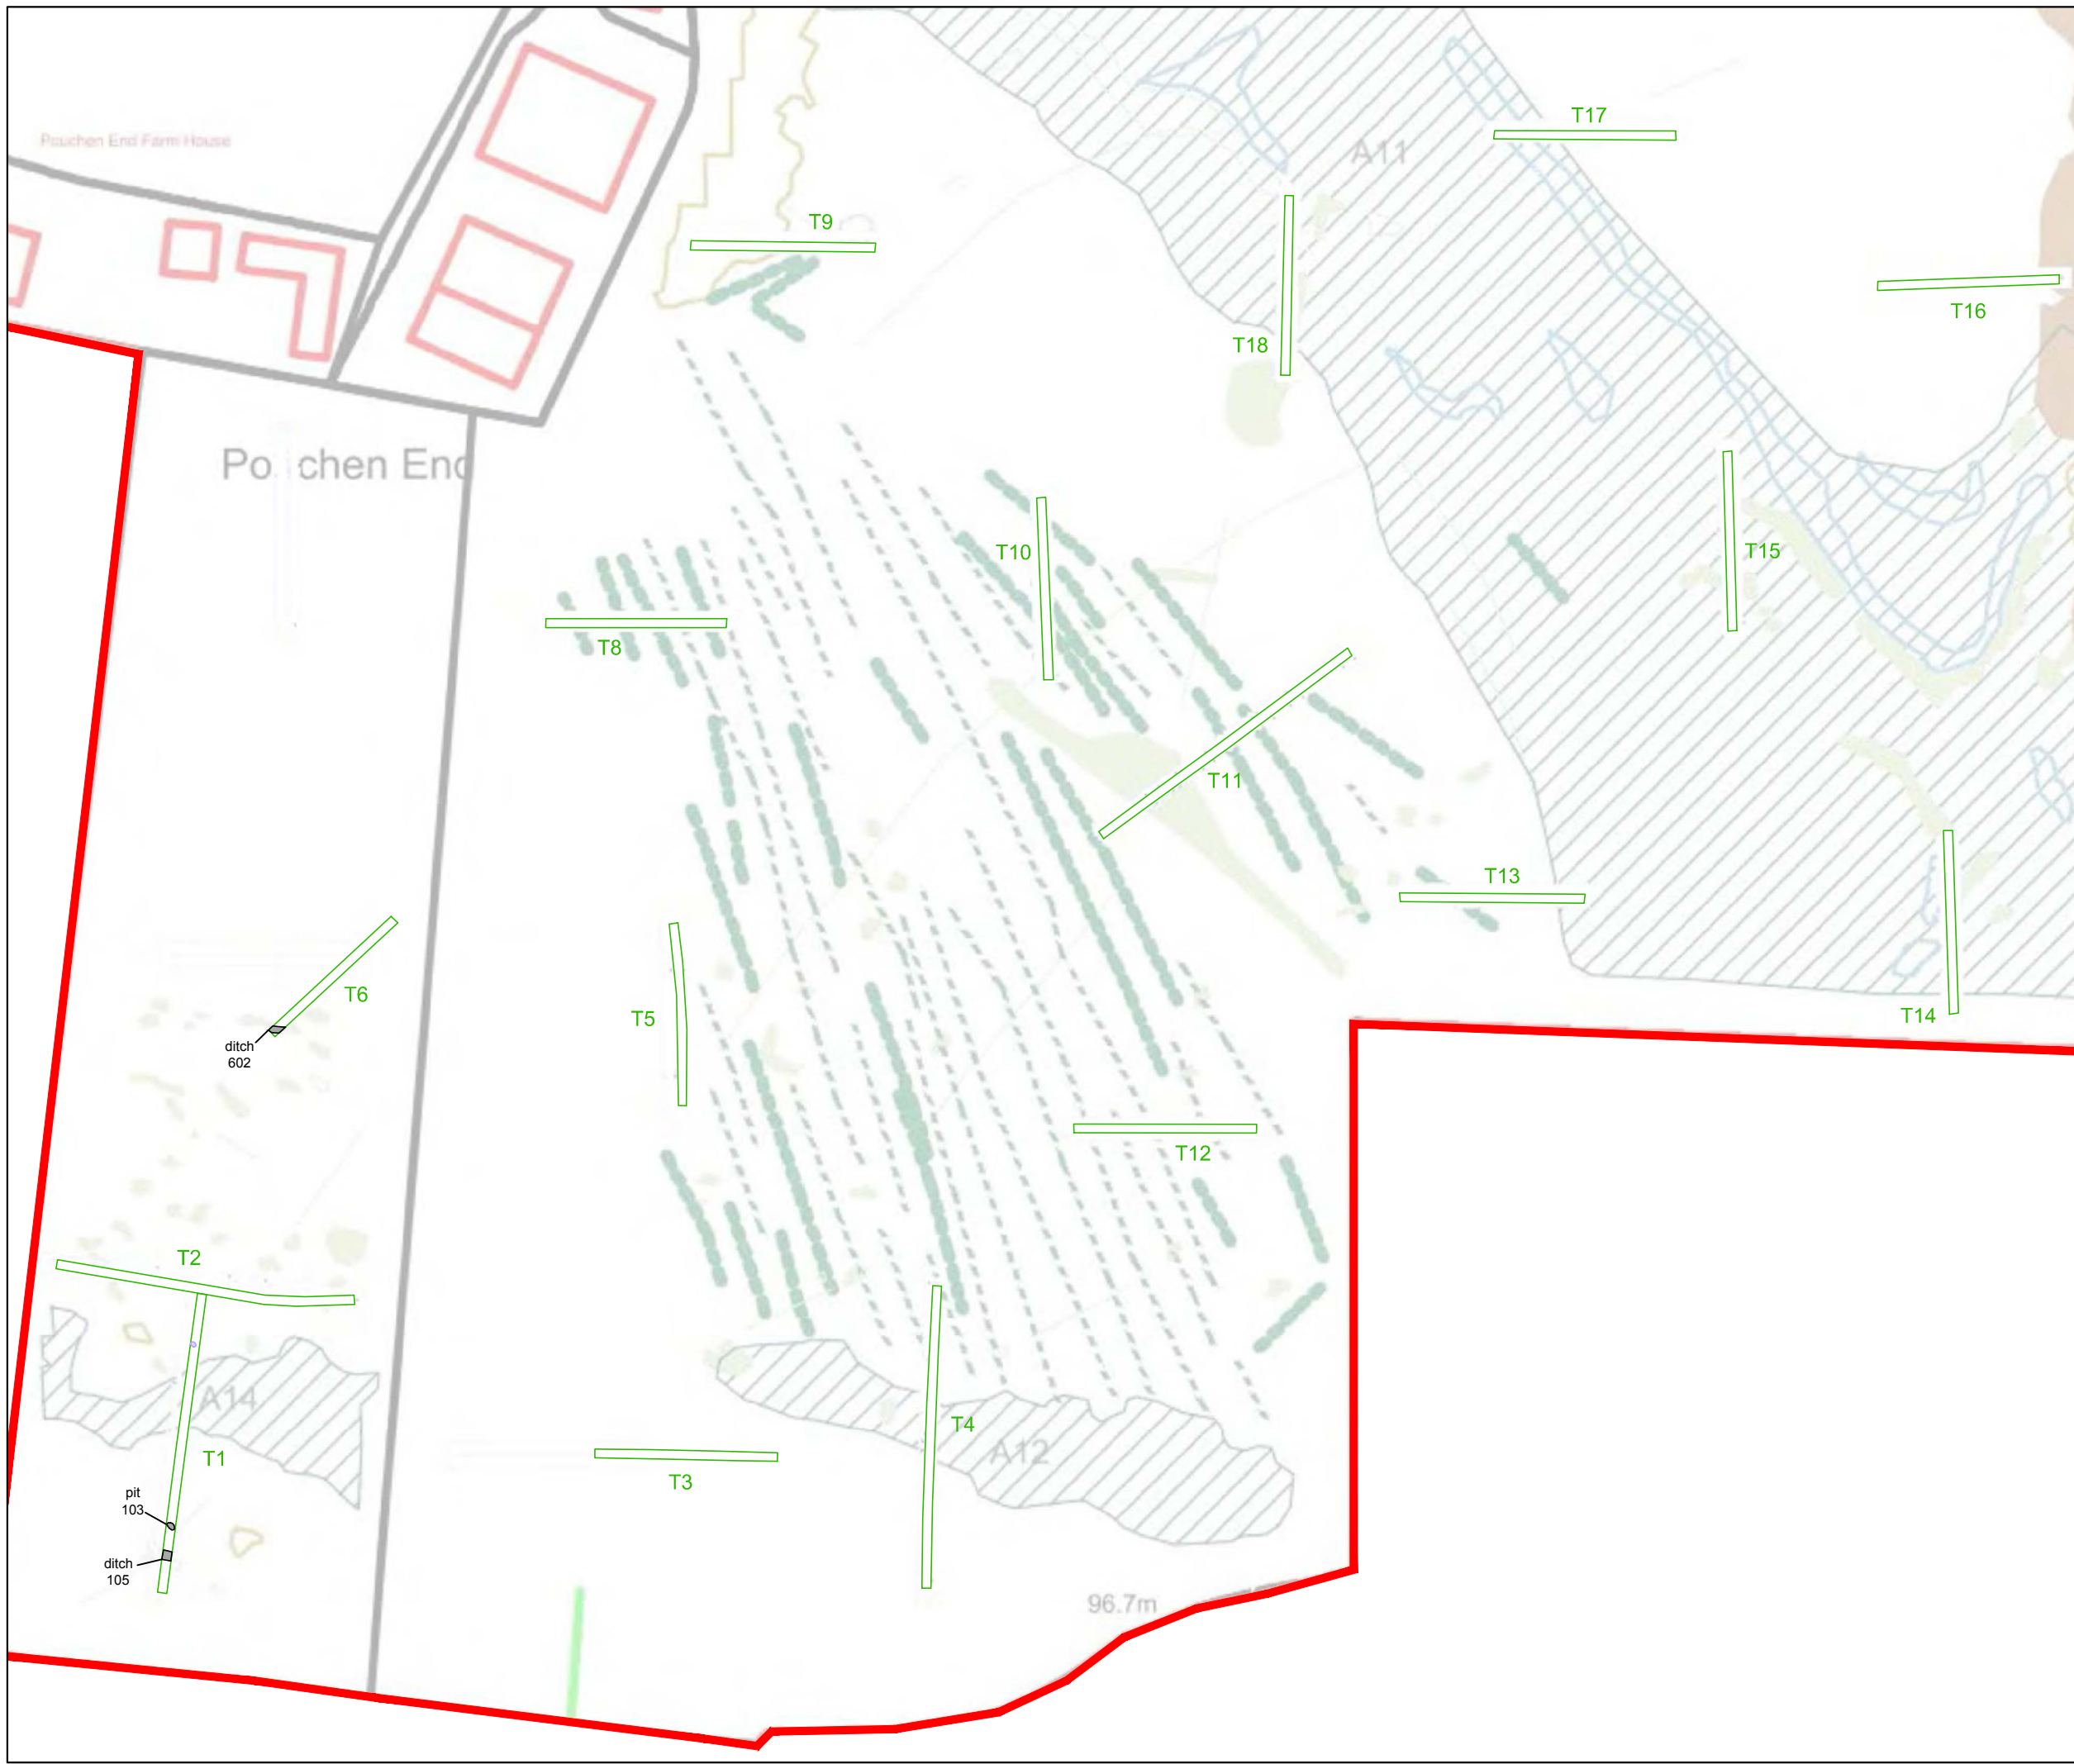 T17
Pouchen End Farm House
A11
T9
T16
T18
Po chen End
T10
T15
T8
T11
T13
T6
T5
T14
ditch
602
T12
T2
A14
T4
A12
T1
T3
pit
103
ditch
105
96.7m